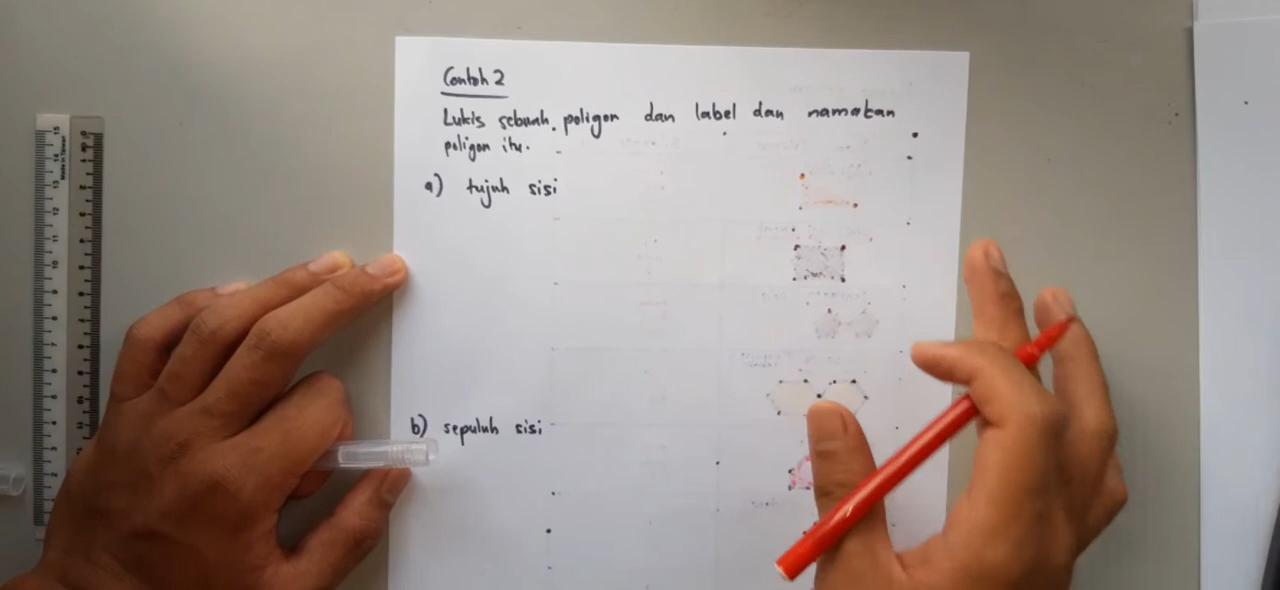 Contoh 2
Lukis sebuah poligon dan label dan namakan
poligon itu.
a) tujuh sisi
b) sepuluh sisi